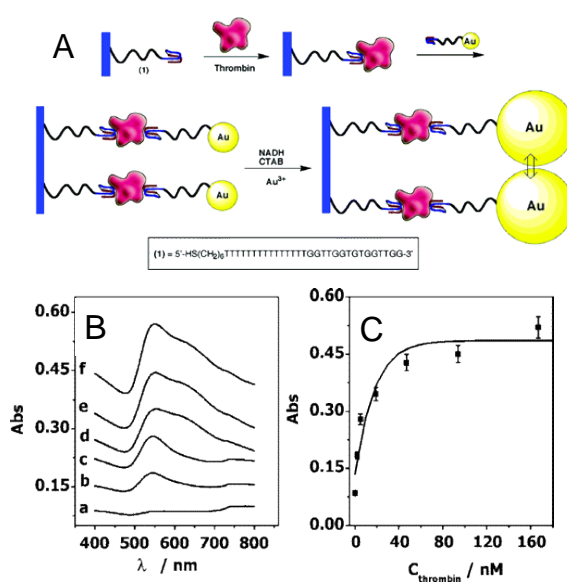 A
(1)
Thrombin
Au
Au
Au
NADH
CTAB
Au³⁺
Au
Au
(1) = 5'-HS(CH₂)₆TTTTTTTTTTTTTTTGGTTGGTGTGGTTGG-3'
B
0.60
0.45
0.30
0.15
Abs
f
e
d
c
b
a
400 500 600 700 800
λ / nm
C
0.60
0.45
0.30
0.15
0.00
Abs
0 40 80 120 160
C_thrombin / nM